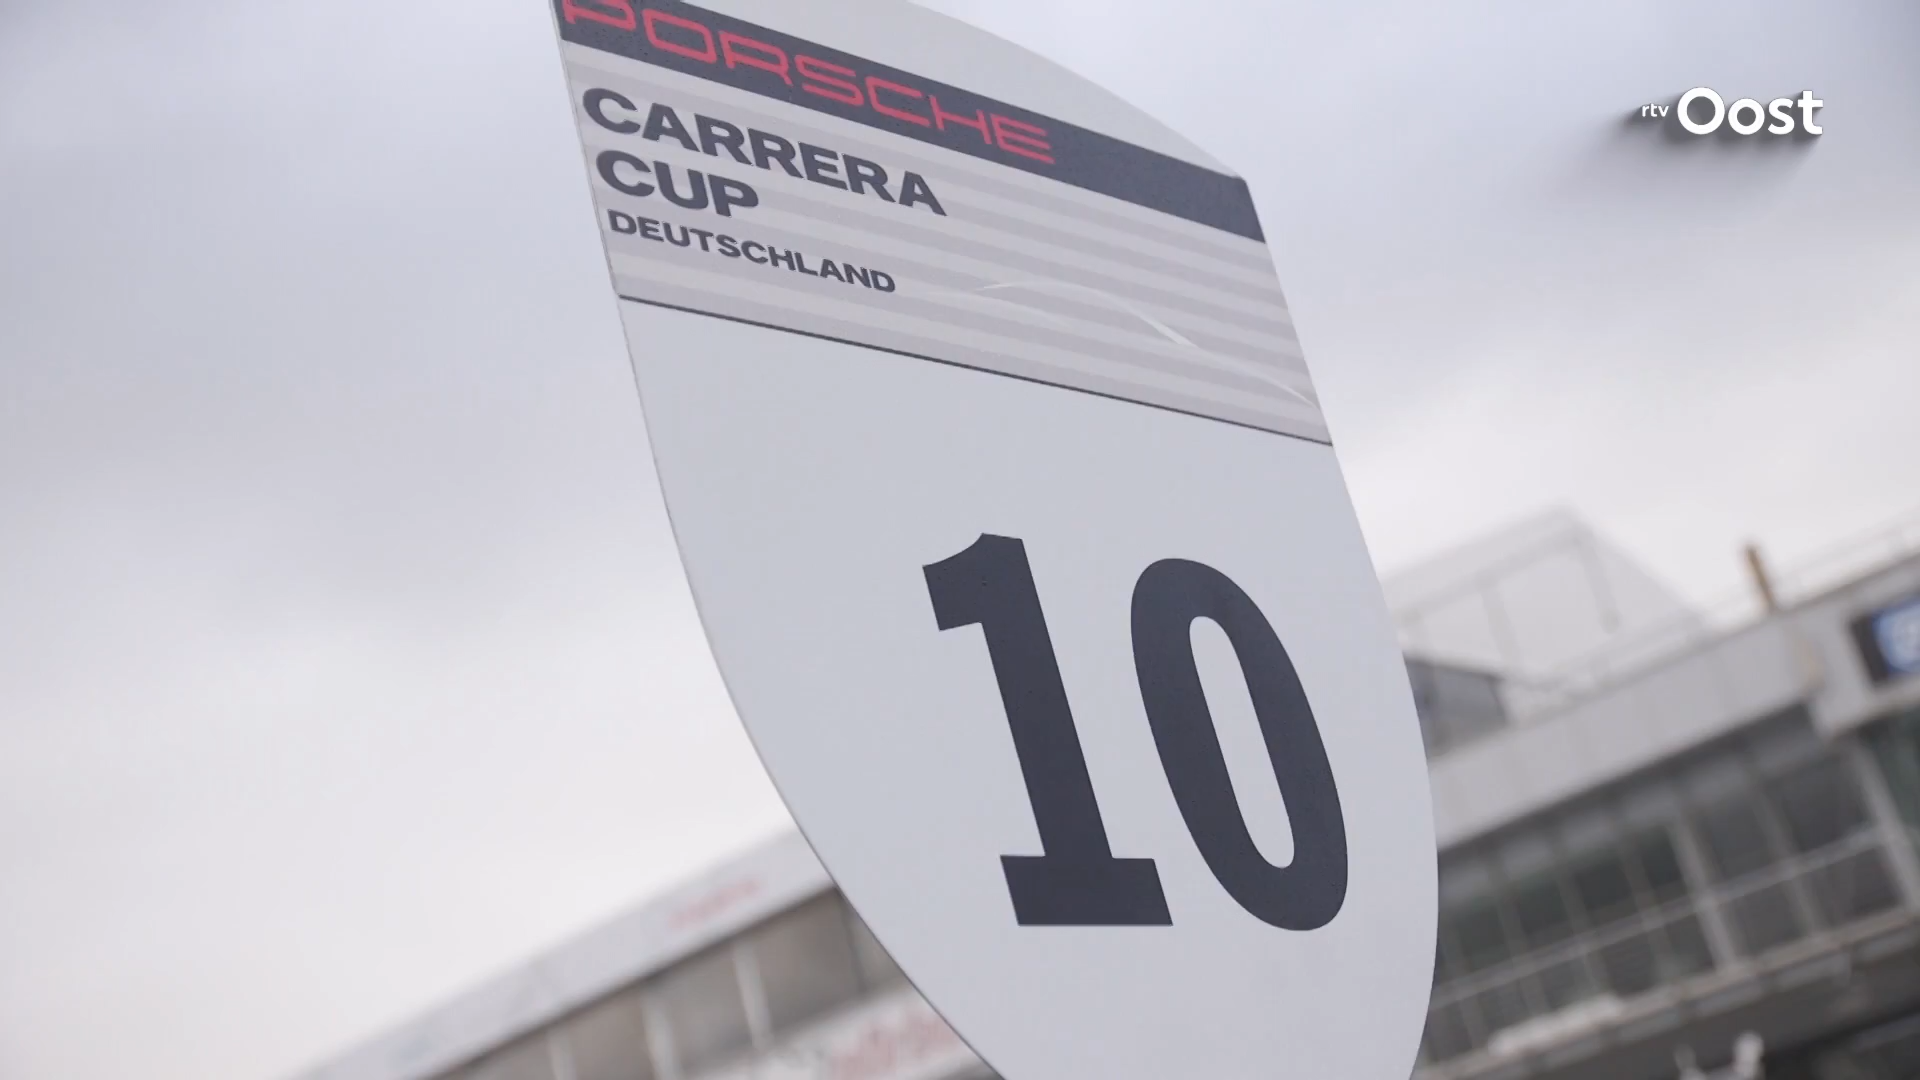 PORSCHE
CARRERA
CUP
DEUTSCHLAND
10
rtv Oost